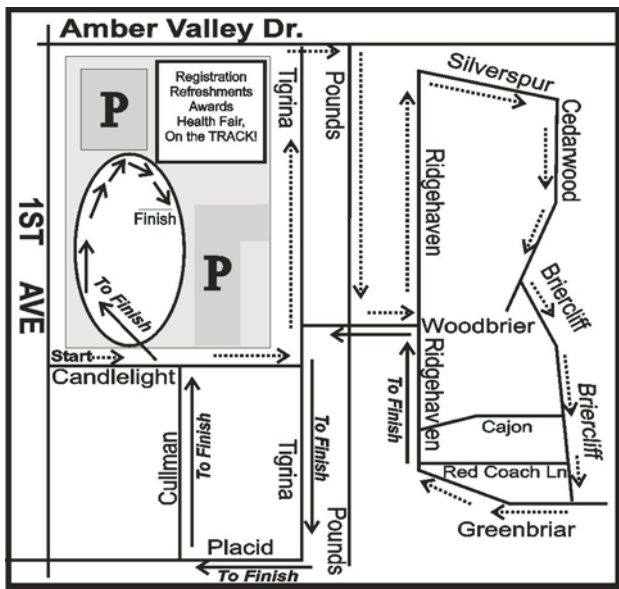 Amber Valley Dr.
Registration
Refreshments
Awards
Health Fair,
On the TRACK!
P
Tigrina
Pounds
Silverspur
Cedarwood
Ridgehaven
1ST AVE
Finish
P
To Finish
Briercliff
Woodbrier
Start
Candlelight
Ridgehaven
To Finish
Briercliff
Cajon
Cullman
To Finish
Tigrina
To Finish
Red Coach Ln
Pounds
Greenbriar
Placid
To Finish